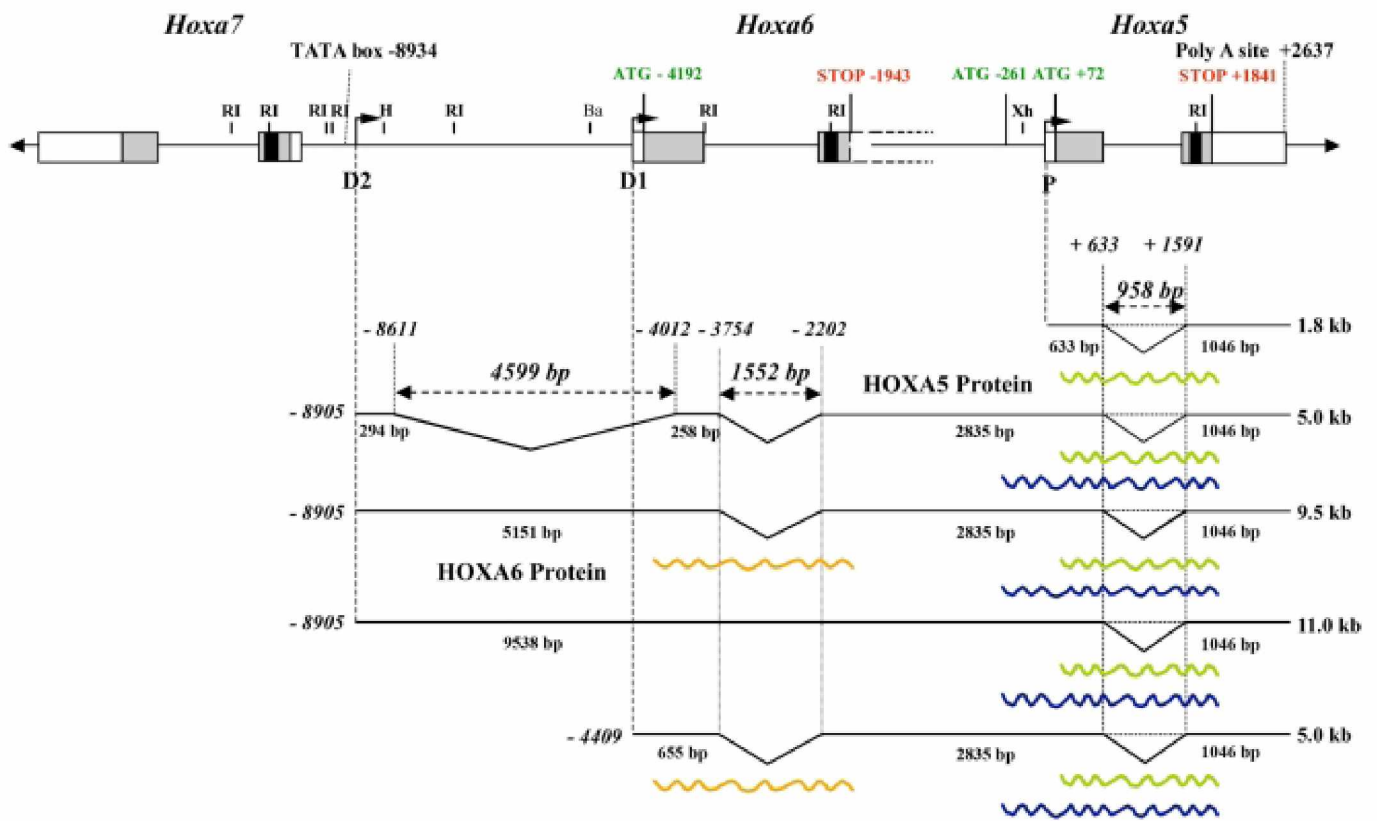 Hoxa7 Hoxa6 Hoxa5
TATA box -8934 Poly A site +2637
ATG - 4192 STOP -1943 ATG -261 ATG +72 STOP +1841
RI RI RI RI H RI Ba RI RI Xh RI
D2 D1 P
+ 633 + 1591
958 bp
- 8611 - 4012 - 3754 - 2202 1.8 kb
633 bp 1046 bp
4599 bp 1552 bp HOXA5 Protein
- 8905 5.0 kb
294 bp 258 bp 2835 bp 1046 bp
- 8905 9.5 kb
5151 bp 2835 bp 1046 bp
HOXA6 Protein
- 8905 11.0 kb
9538 bp 1046 bp
- 4409 5.0 kb
655 bp 2835 bp 1046 bp